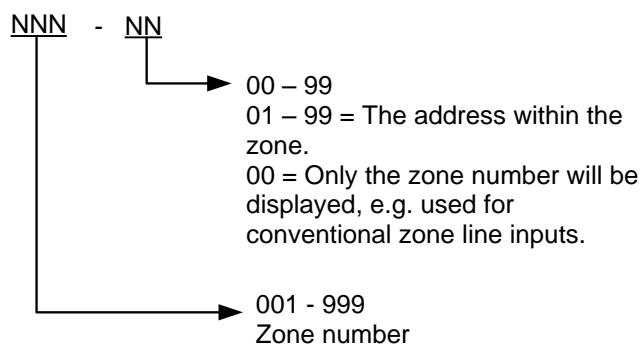 NNN - NN
00 – 99
01 – 99 = The address within the
zone.
00 = Only the zone number will be
displayed, e.g. used for
conventional zone line inputs.
001 - 999
Zone number